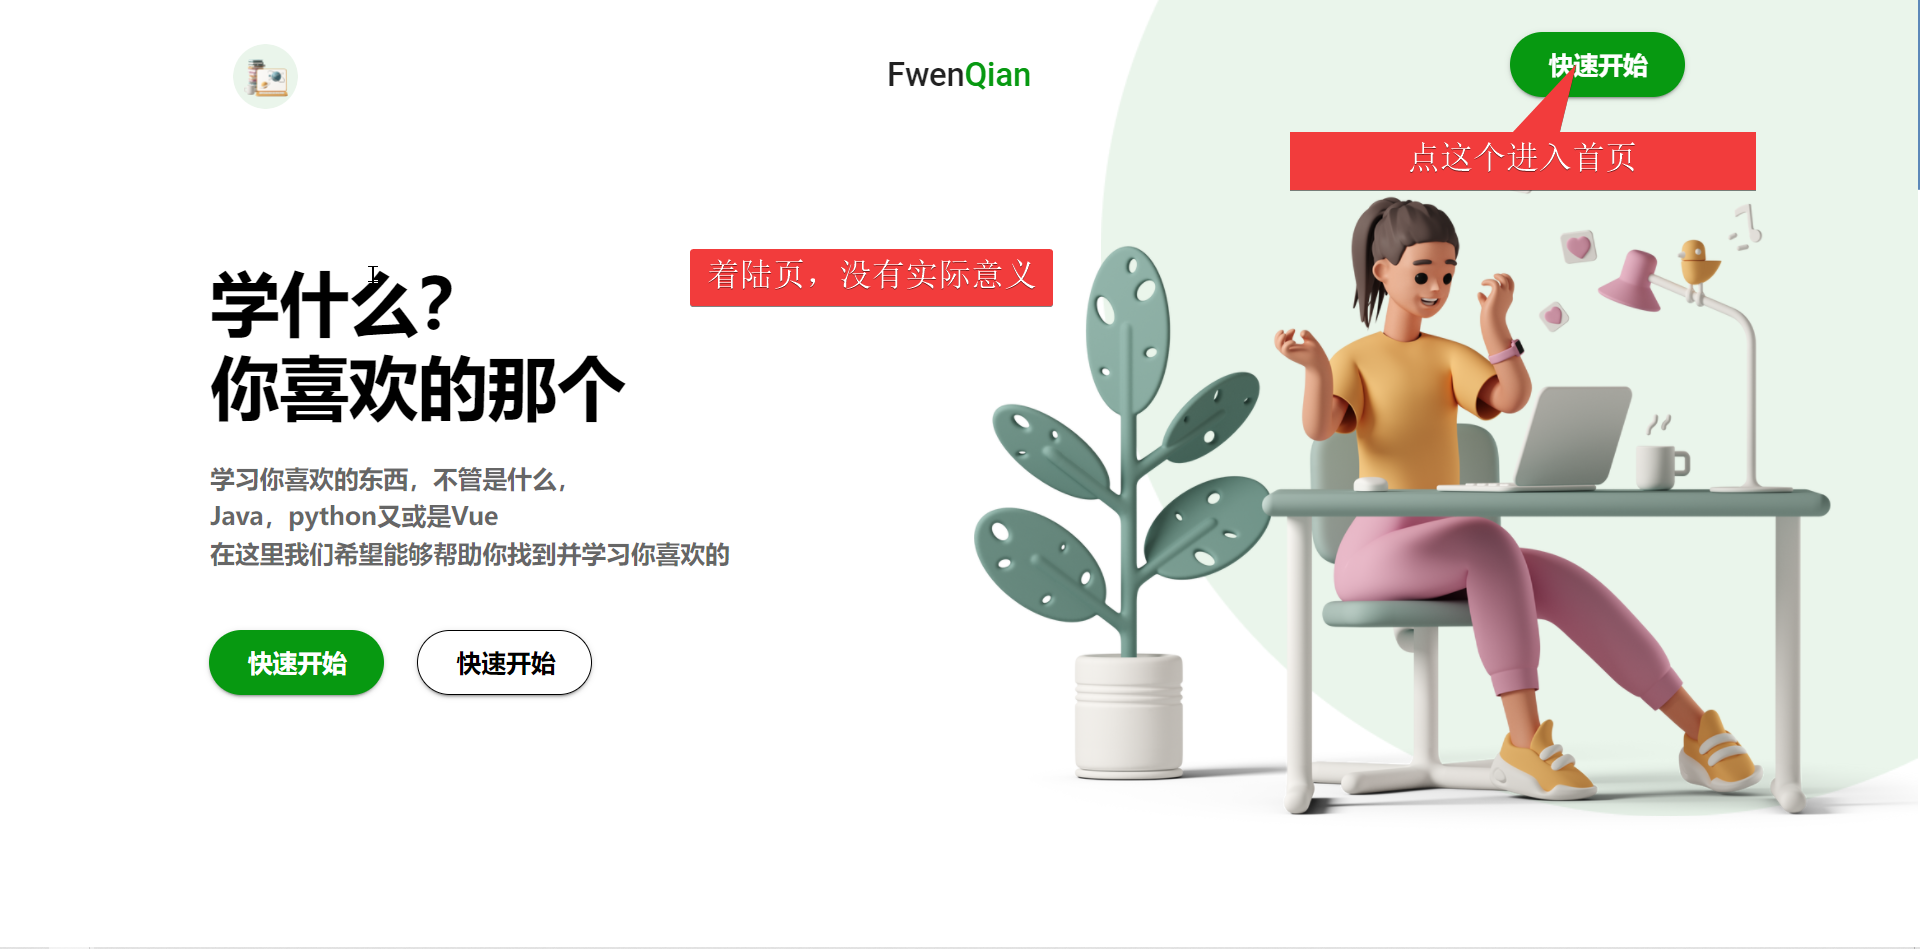 FwenQian
快速开始
点这个进入首页
着陆页，没有实际意义
学什么？
你喜欢的那个
学习你喜欢的东西，不管是什么，
Java，python又或是Vue
在这里我们希望能够帮助你找到并学习你喜欢的
快速开始
快速开始